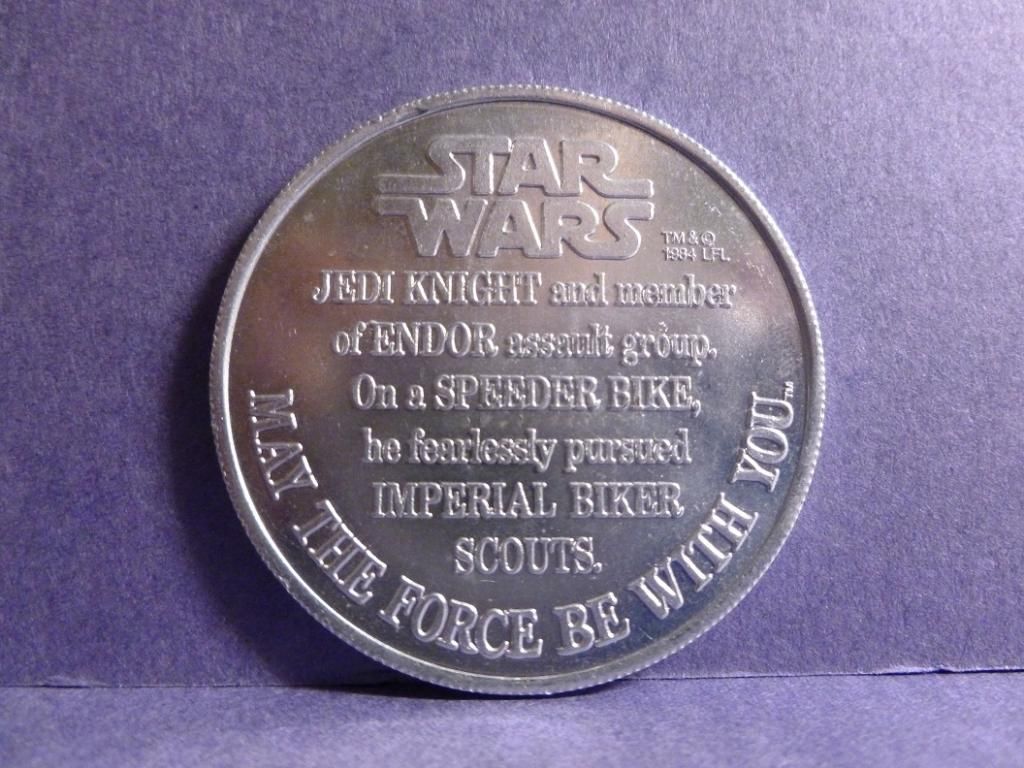 STAR
WARS
TM & ©
1984 LFL
JEDI KNIGHT and member
of ENDOR assault group.
On a SPEEDER BIKE,
he fearlessly pursued
IMPERIAL BIKER
SCOUTS.
MAY THE FORCE BE WITH YOU.™